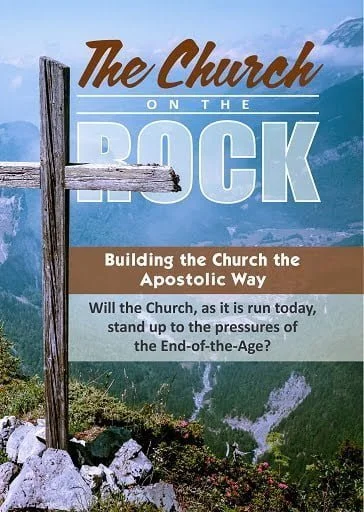 The Church
ON THE
ROCK
Building the Church the
Apostolic Way
Will the Church, as it is run today,
stand up to the pressures of
the End-of-the-Age?